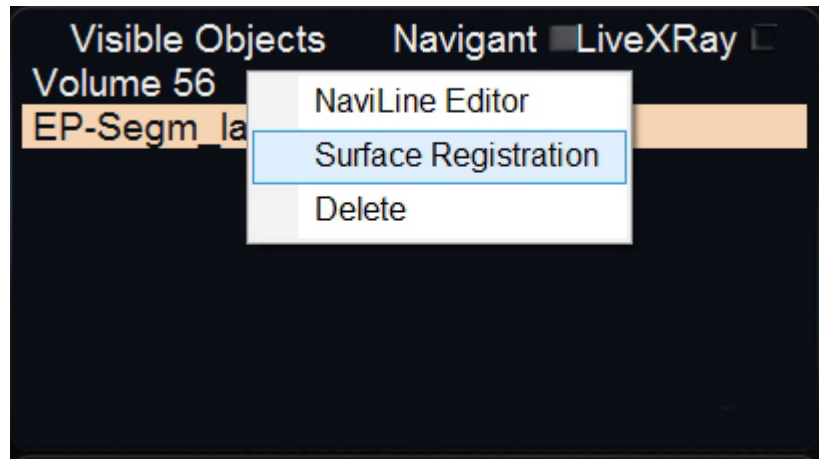 Visible Objects Navigant LiveXRay
Volume 56
EP-Segm_la
NaviLine Editor
Surface Registration
Delete